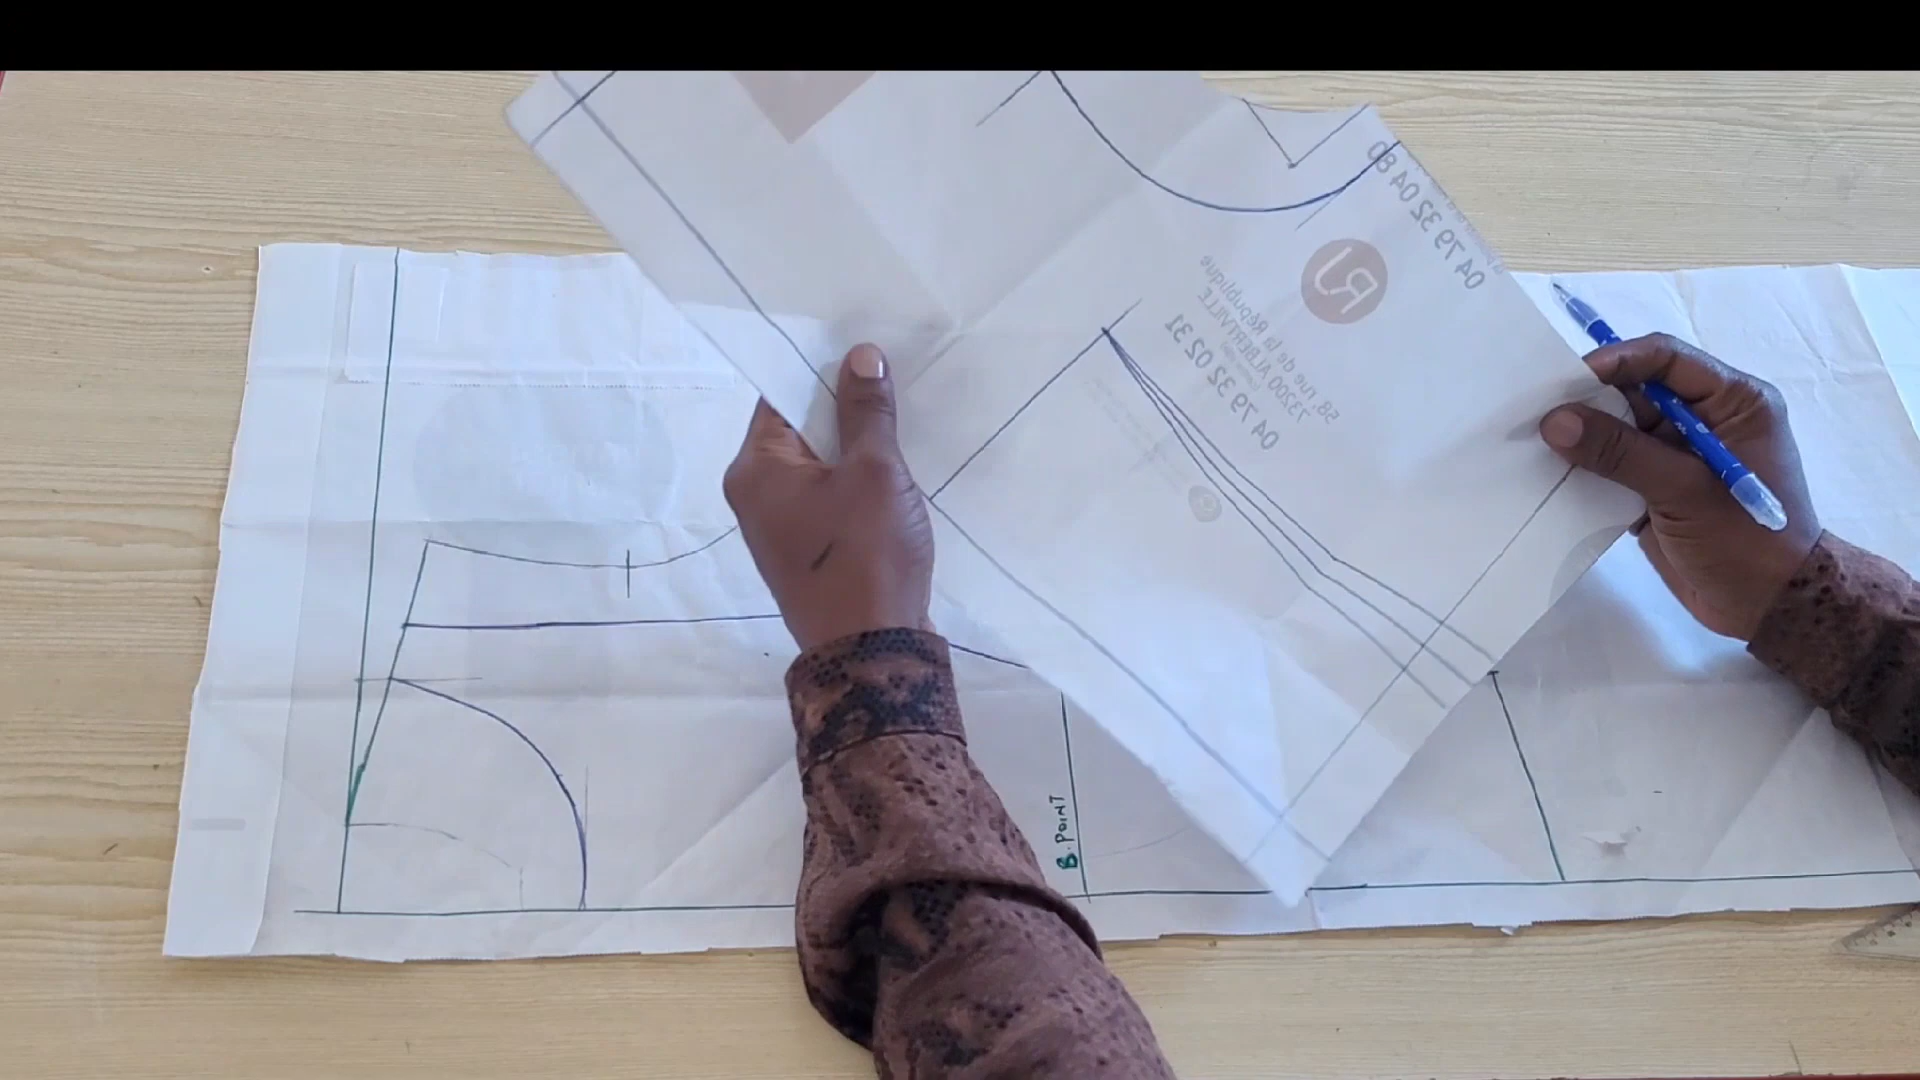 04 79 32 04 80
RJ
58, rue de la République
73200 ALBERTVILLE
04 79 32 02 31
B. POINT